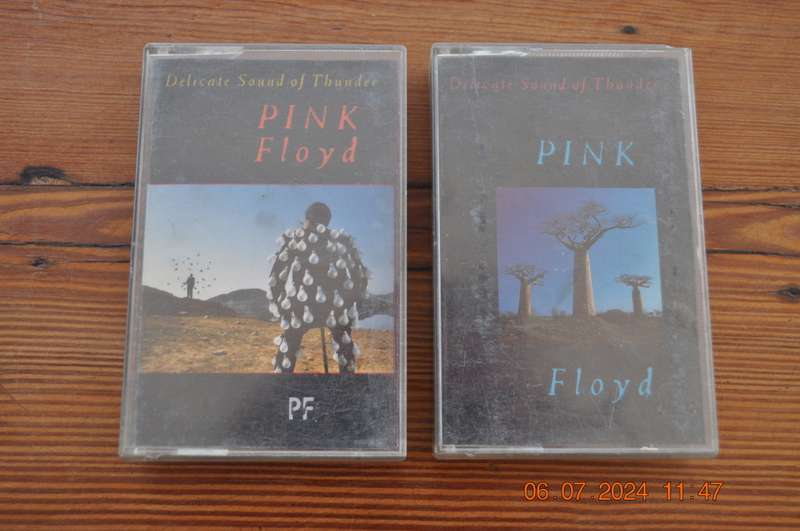 Delicate Sound of Thunder
PINK
Floyd
PF
Delicate Sound of Thunder
PINK
Floyd
06.07.2024 11:47